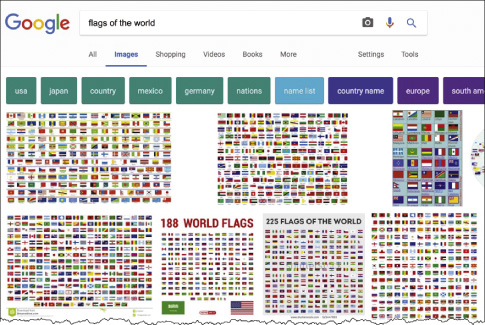 Google
flags of the world
All Images Shopping Videos Books More Settings Tools
usa japan country mexico germany nations name list country name europe south am
188 WORLD FLAGS
225 FLAGS OF THE WORLD